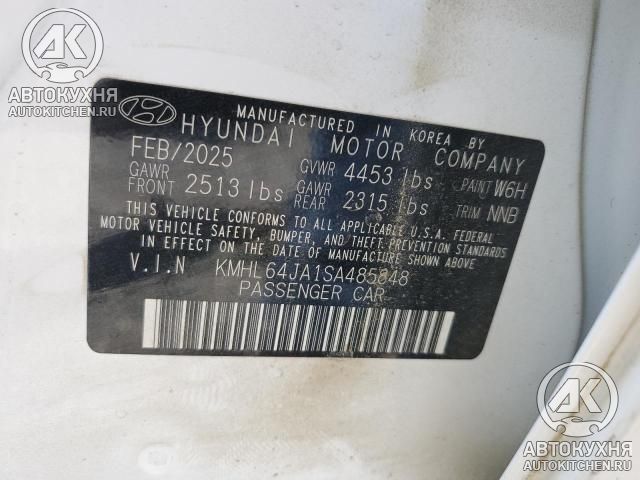 АК
АВТОКУХНЯ
AUTOKITCHEN.RU
MANUFACTURED IN KOREA BY
HYUNDAI MOTOR COMPANY
FEB/2025 GVWR 4453 lbs PAINT W6H
GAWR FRONT 2513 lbs GAWR REAR 2315 lbs TRIM NNB
THIS VEHICLE CONFORMS TO ALL APPLICABLE U.S.A. FEDERAL
MOTOR VEHICLE SAFETY, BUMPER, AND THEFT PREVENTION STANDARDS
IN EFFECT ON THE DATE OF MANUFACTURE SHOWN ABOVE.
V.I.N KMHL64JA1SA485848
PASSENGER CAR
АК
АВТОКУХНЯ
AUTOKITCHEN.RU